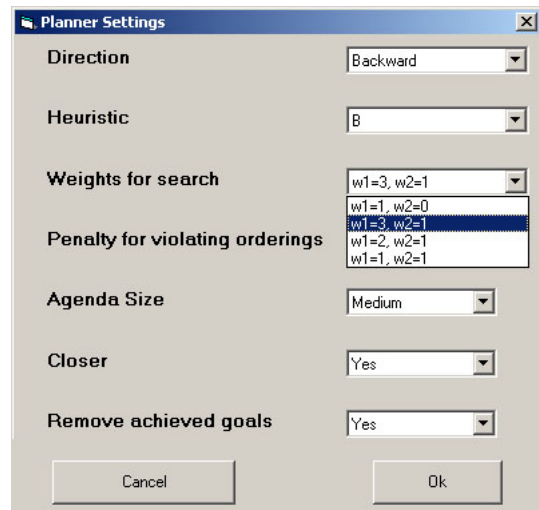 Planner Settings
Direction
Backward
Heuristic
B
Weights for search
w1=3, w2=1
w1=1, w2=0
w1=3, w2=1
w1=2, w2=1
w1=1, w2=1
Penalty for violating orderings
Agenda Size
Medium
Closer
Yes
Remove achieved goals
Yes
Cancel
Ok